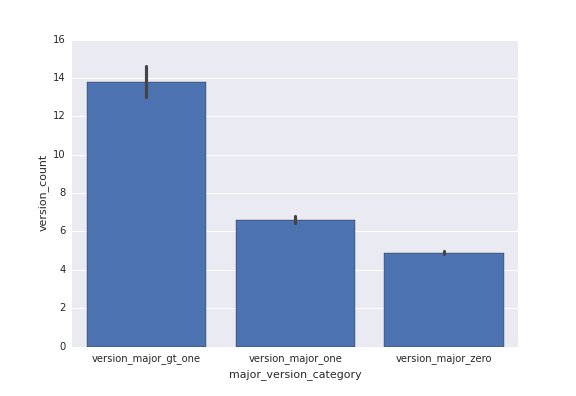 16
14
12
10
8
6
4
2
0
version_count
version_major_gt_one
version_major_one
version_major_zero
major_version_category